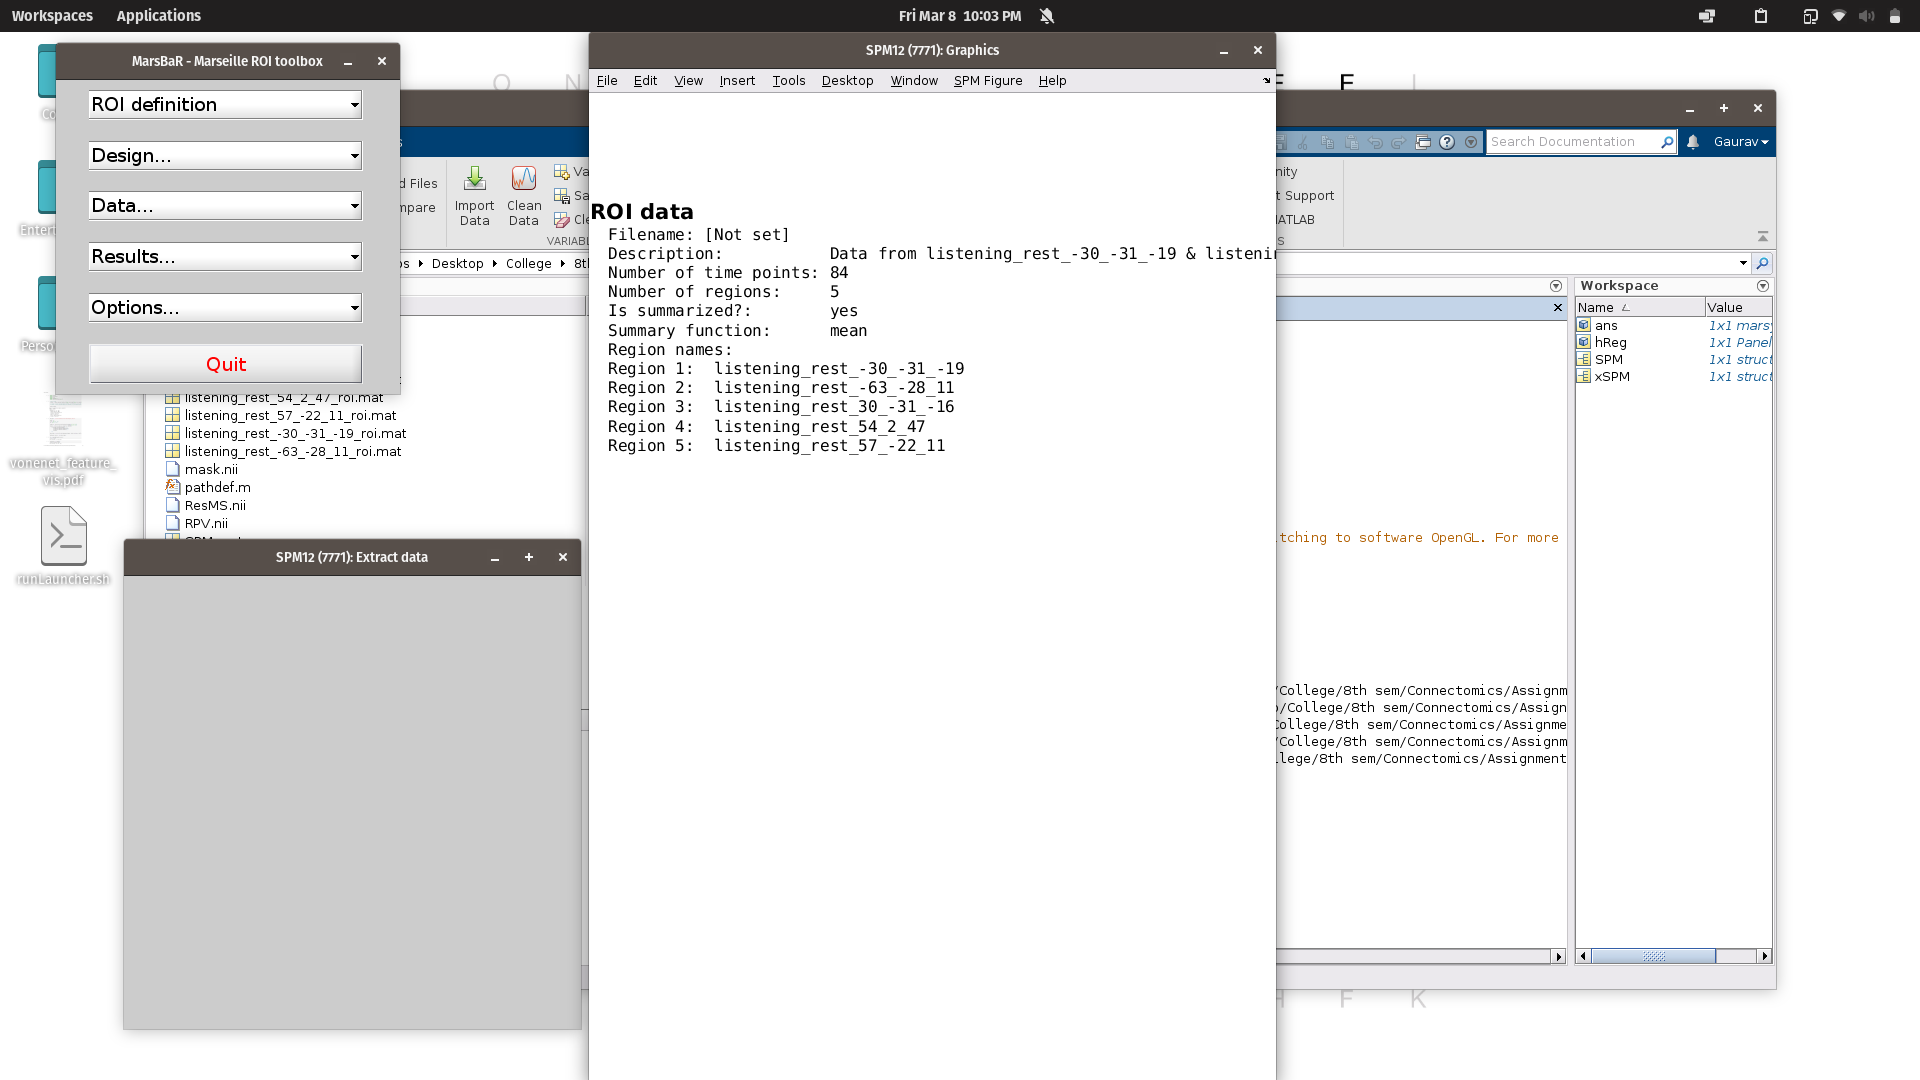 Workspaces
Applications
Fri Mar 8 10:03 PM
MarsBaR - Marseille ROI toolbox
ROI definition
Design...
Data...
Results...
Options...
Quit
SPM12 (7771): Graphics
File Edit View Insert Tools Desktop Window SPM Figure Help
ROI data
Filename: [Not set]
Description: Data from listening_rest_-30_-31_-19 & listenin
Number of time points: 84
Number of regions: 5
Is summarized?: yes
Summary function: mean
Region names:
Region 1: listening_rest_-30_-31_-19
Region 2: listening_rest_-63_-28_11
Region 3: listening_rest_30_-31_-16
Region 4: listening_rest_54_2_47
Region 5: listening_rest_57_-22_11
Search Documentation
Gaurav
d Files
mpare
Import Data
Clean Data
Va
Sa
Cle
VARIABL
nity
t Support
ATLAB
S
os Desktop College 8th
listening_rest_54_2_47_roi.mat
listening_rest_57_-22_11_roi.mat
listening_rest_-30_-31_-19_roi.mat
listening_rest_-63_-28_11_roi.mat
mask.nii
pathdef.m
ResMS.nii
RPV.nii
SPM12 (7771): Extract data
Workspace
Name Value
ans 1x1 marsy
hReg 1x1 Panel
SPM 1x1 struct
xSPM 1x1 struct
tching to software OpenGL. For more
/College/8th sem/Connectomics/Assignm
o/College/8th sem/Connectomics/Assign
College/8th sem/Connectomics/Assignme
/College/8th sem/Connectomics/Assignm
lege/8th sem/Connectomics/Assignment
Co
Entert
Perso
vonenet_feature_
vis.pdf
runLauncher.sh
O N F I
H F K